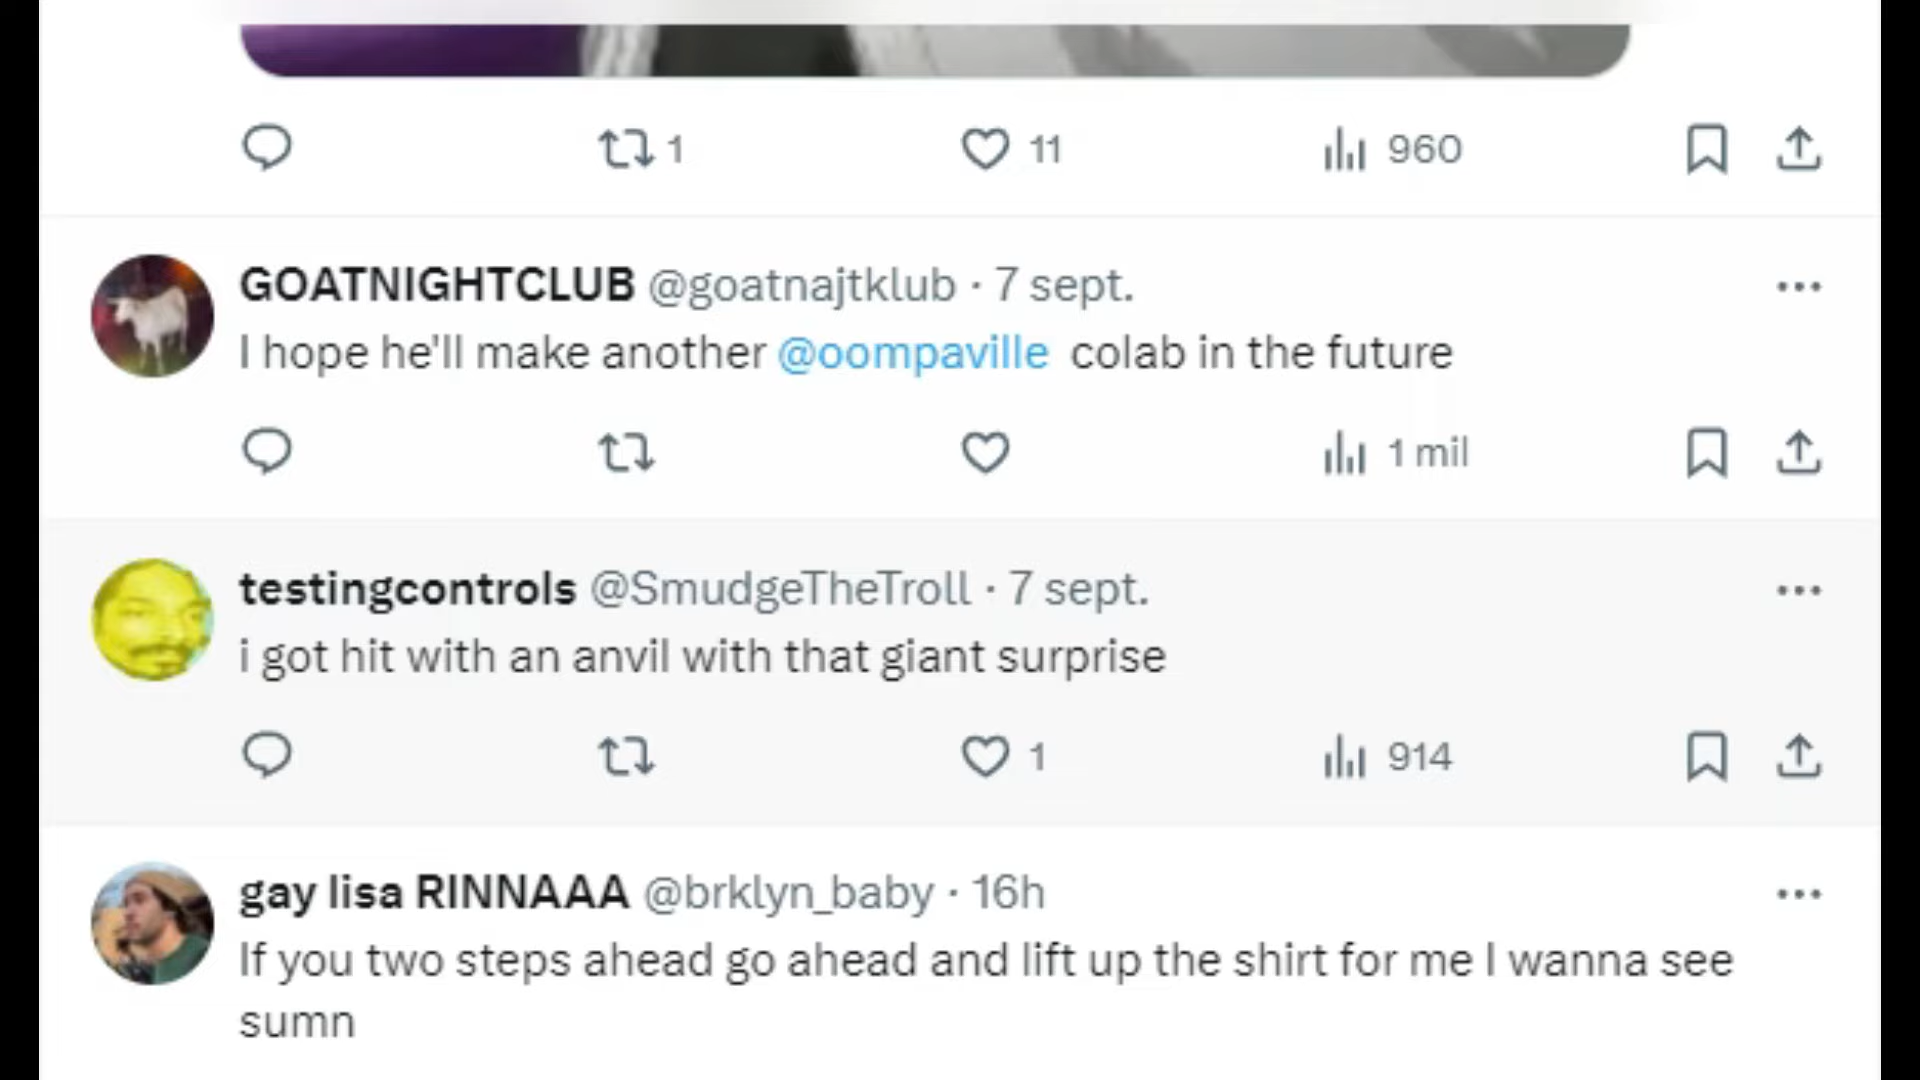 1 11 960
GOATNIGHTCLUB @goatnajtklub · 7 sept.
I hope he'll make another @oompaville colab in the future
1 mil
testingcontrols @SmudgeTheTroll · 7 sept.
i got hit with an anvil with that giant surprise
1 914
gay lisa RINNAAA @brklyn_baby · 16h
If you two steps ahead go ahead and lift up the shirt for me I wanna see
sumn